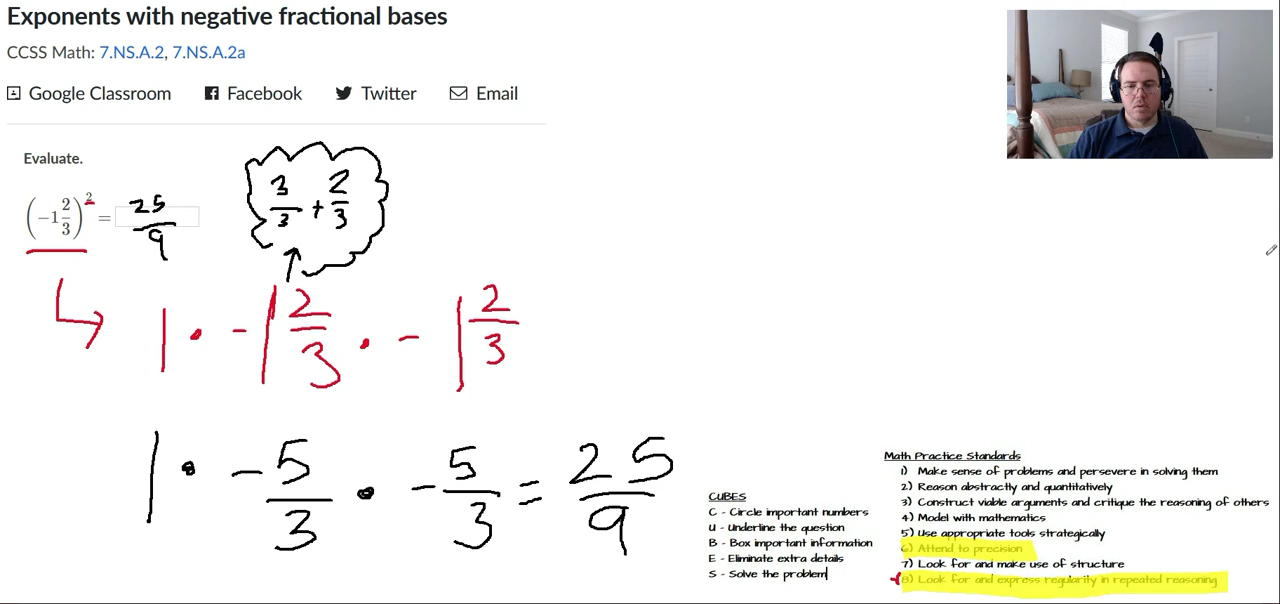 Exponents with negative fractional bases
CCSS Math: 7.NS.A.2, 7.NS.A.2a
Google Classroom Facebook Twitter Email
Evaluate.
(-1 2/3)^2 = 25/9
3/3 + 2/3
1 · -1 2/3 · -1 2/3
1 · -5/3 · -5/3 = 25/9
CUBES
C - Circle important numbers
U - Underline the question
B - Box important information
E - Eliminate extra details
S - Solve the problem
Math Practice Standards
1) Make sense of problems and persevere in solving them
2) Reason abstractly and quantitatively
3) Construct viable arguments and critique the reasoning of others
4) Model with mathematics
5) Use appropriate tools strategically
6) Attend to precision
7) Look for and make use of structure
8) Look for and express regularity in repeated reasoning